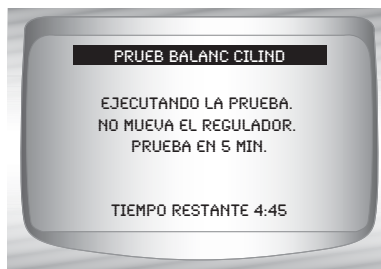 PRUEB BALANC CILIND
EJECUTANDO LA PRUEBA.
NO MUEVA EL REGULADOR.
PRUEBA EN 5 MIN.
TIEMPO RESTANTE 4:45